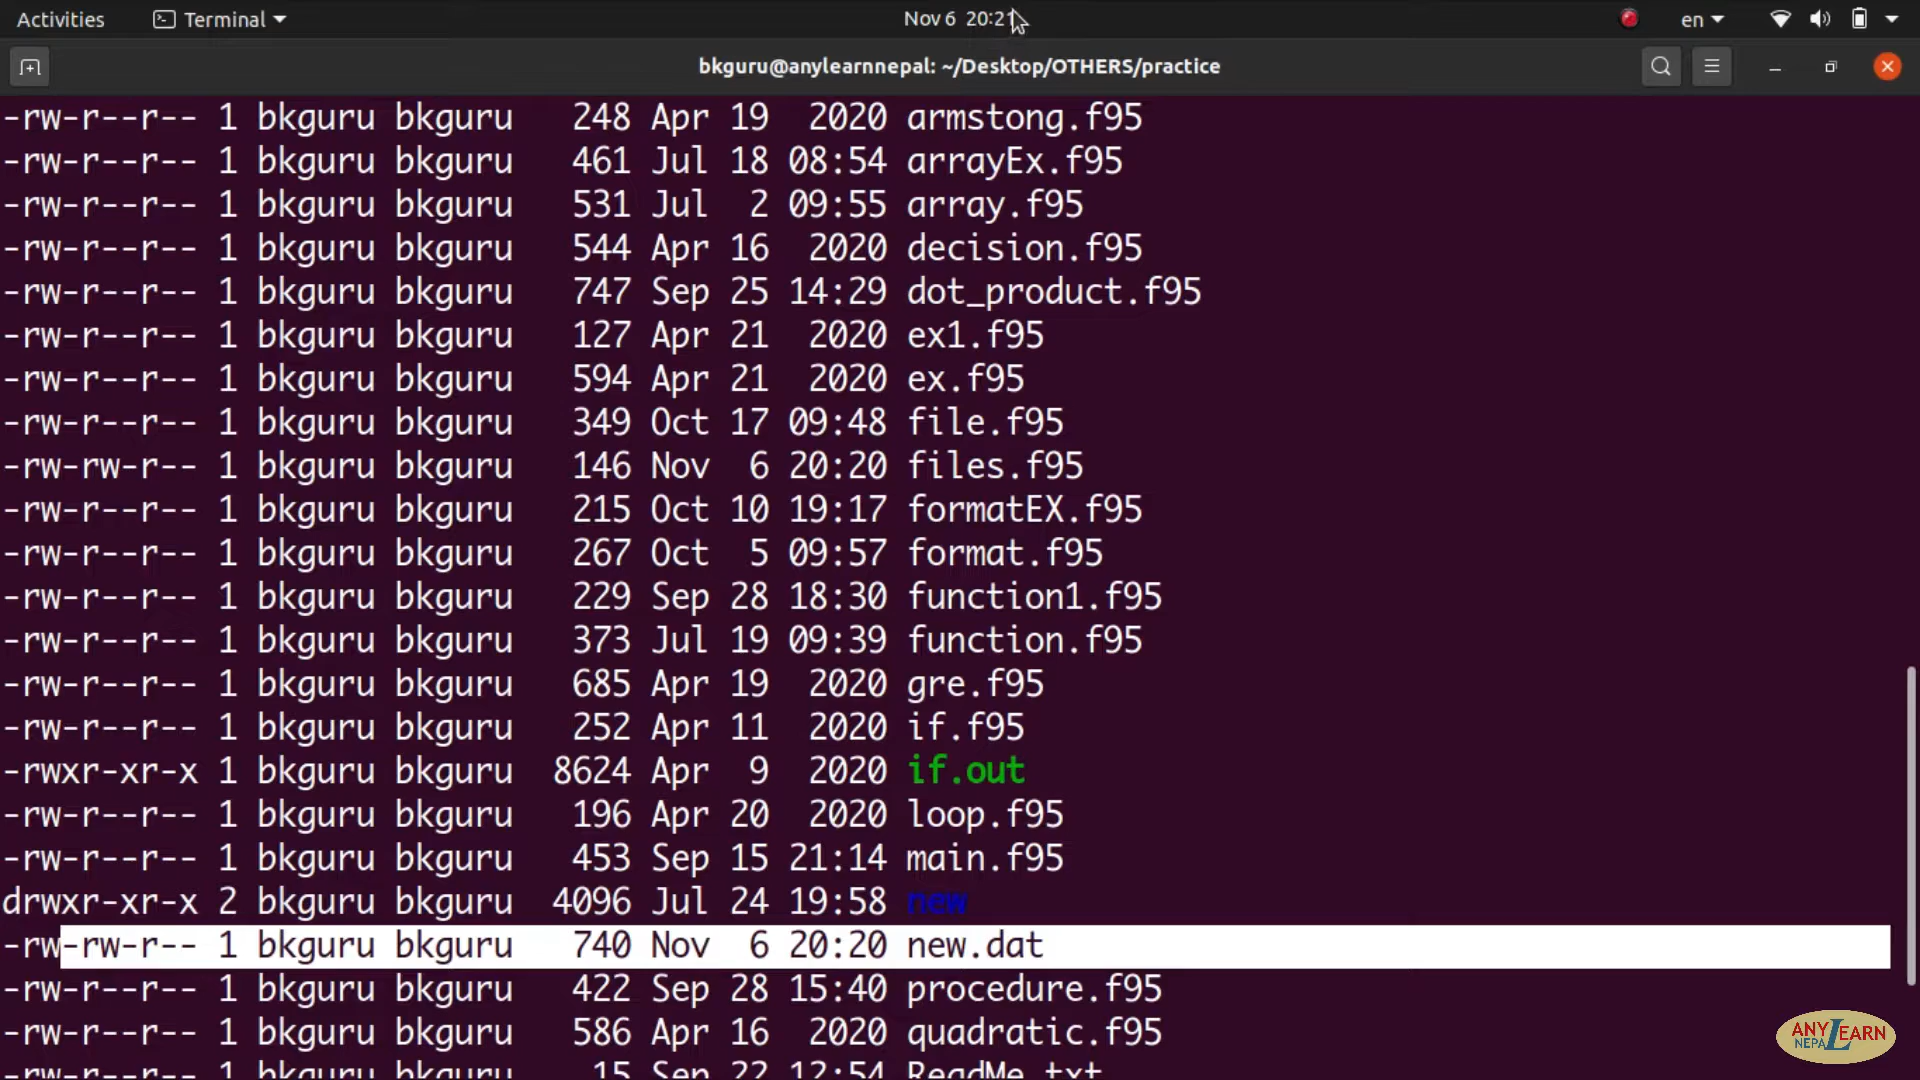 Activities Terminal Nov 6 20:21 en
bkguru@anylearnnepal: ~/Desktop/OTHERS/practice
-rw-r--r-- 1 bkguru bkguru 248 Apr 19 2020 armstong.f95
-rw-r--r-- 1 bkguru bkguru 461 Jul 18 08:54 arrayEx.f95
-rw-r--r-- 1 bkguru bkguru 531 Jul 2 09:55 array.f95
-rw-r--r-- 1 bkguru bkguru 544 Apr 16 2020 decision.f95
-rw-r--r-- 1 bkguru bkguru 747 Sep 25 14:29 dot_product.f95
-rw-r--r-- 1 bkguru bkguru 127 Apr 21 2020 ex1.f95
-rw-r--r-- 1 bkguru bkguru 594 Apr 21 2020 ex.f95
-rw-r--r-- 1 bkguru bkguru 349 Oct 17 09:48 file.f95
-rw-rw-r-- 1 bkguru bkguru 146 Nov 6 20:20 files.f95
-rw-r--r-- 1 bkguru bkguru 215 Oct 10 19:17 formatEX.f95
-rw-r--r-- 1 bkguru bkguru 267 Oct 5 09:57 format.f95
-rw-r--r-- 1 bkguru bkguru 229 Sep 28 18:30 function1.f95
-rw-r--r-- 1 bkguru bkguru 373 Jul 19 09:39 function.f95
-rw-r--r-- 1 bkguru bkguru 685 Apr 19 2020 gre.f95
-rw-r--r-- 1 bkguru bkguru 252 Apr 11 2020 if.f95
-rwxr-xr-x 1 bkguru bkguru 8624 Apr 9 2020 if.out
-rw-r--r-- 1 bkguru bkguru 196 Apr 20 2020 loop.f95
-rw-r--r-- 1 bkguru bkguru 453 Sep 15 21:14 main.f95
drwxr-xr-x 2 bkguru bkguru 4096 Jul 24 19:58 new
-rw-rw-r-- 1 bkguru bkguru 740 Nov 6 20:20 new.dat
-rw-r--r-- 1 bkguru bkguru 422 Sep 28 15:40 procedure.f95
-rw-r--r-- 1 bkguru bkguru 586 Apr 16 2020 quadratic.f95
-rw-r--r-- 1 bkguru bkguru 15 Sep 22 12:54 ReadMe.txt
ANY LEARN
NEPAL